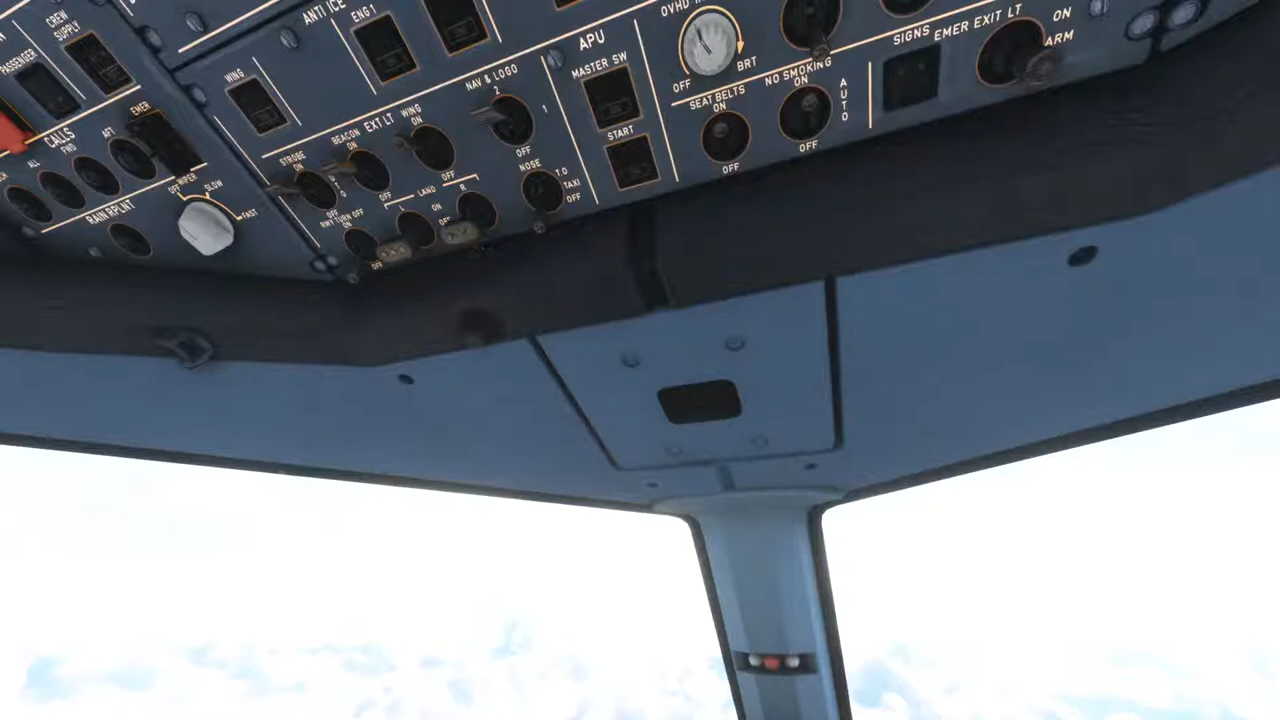 CREW
SUPPLY
PASSENGER
ANTI ICE
ENG 1
WING
CALLS
ALL
FWD
AFT
EMER
RAIN RPLNT
OFF
WIPER
SLOW
FAST
EXT LT
STROBE
ON
OFF
BEACON
ON
OFF
WING
ON
OFF
NAV & LOGO
2
1
OFF
RWY TURN OFF
ON
OFF
LAND
L
R
ON
OFF
NOSE
T.O
TAXI
OFF
APU
MASTER SW
START
OFF
BRT
SEAT BELTS
ON
OFF
NO SMOKING
ON
OFF
AUTO
SIGNS
EMER EXIT LT
ON
ARM